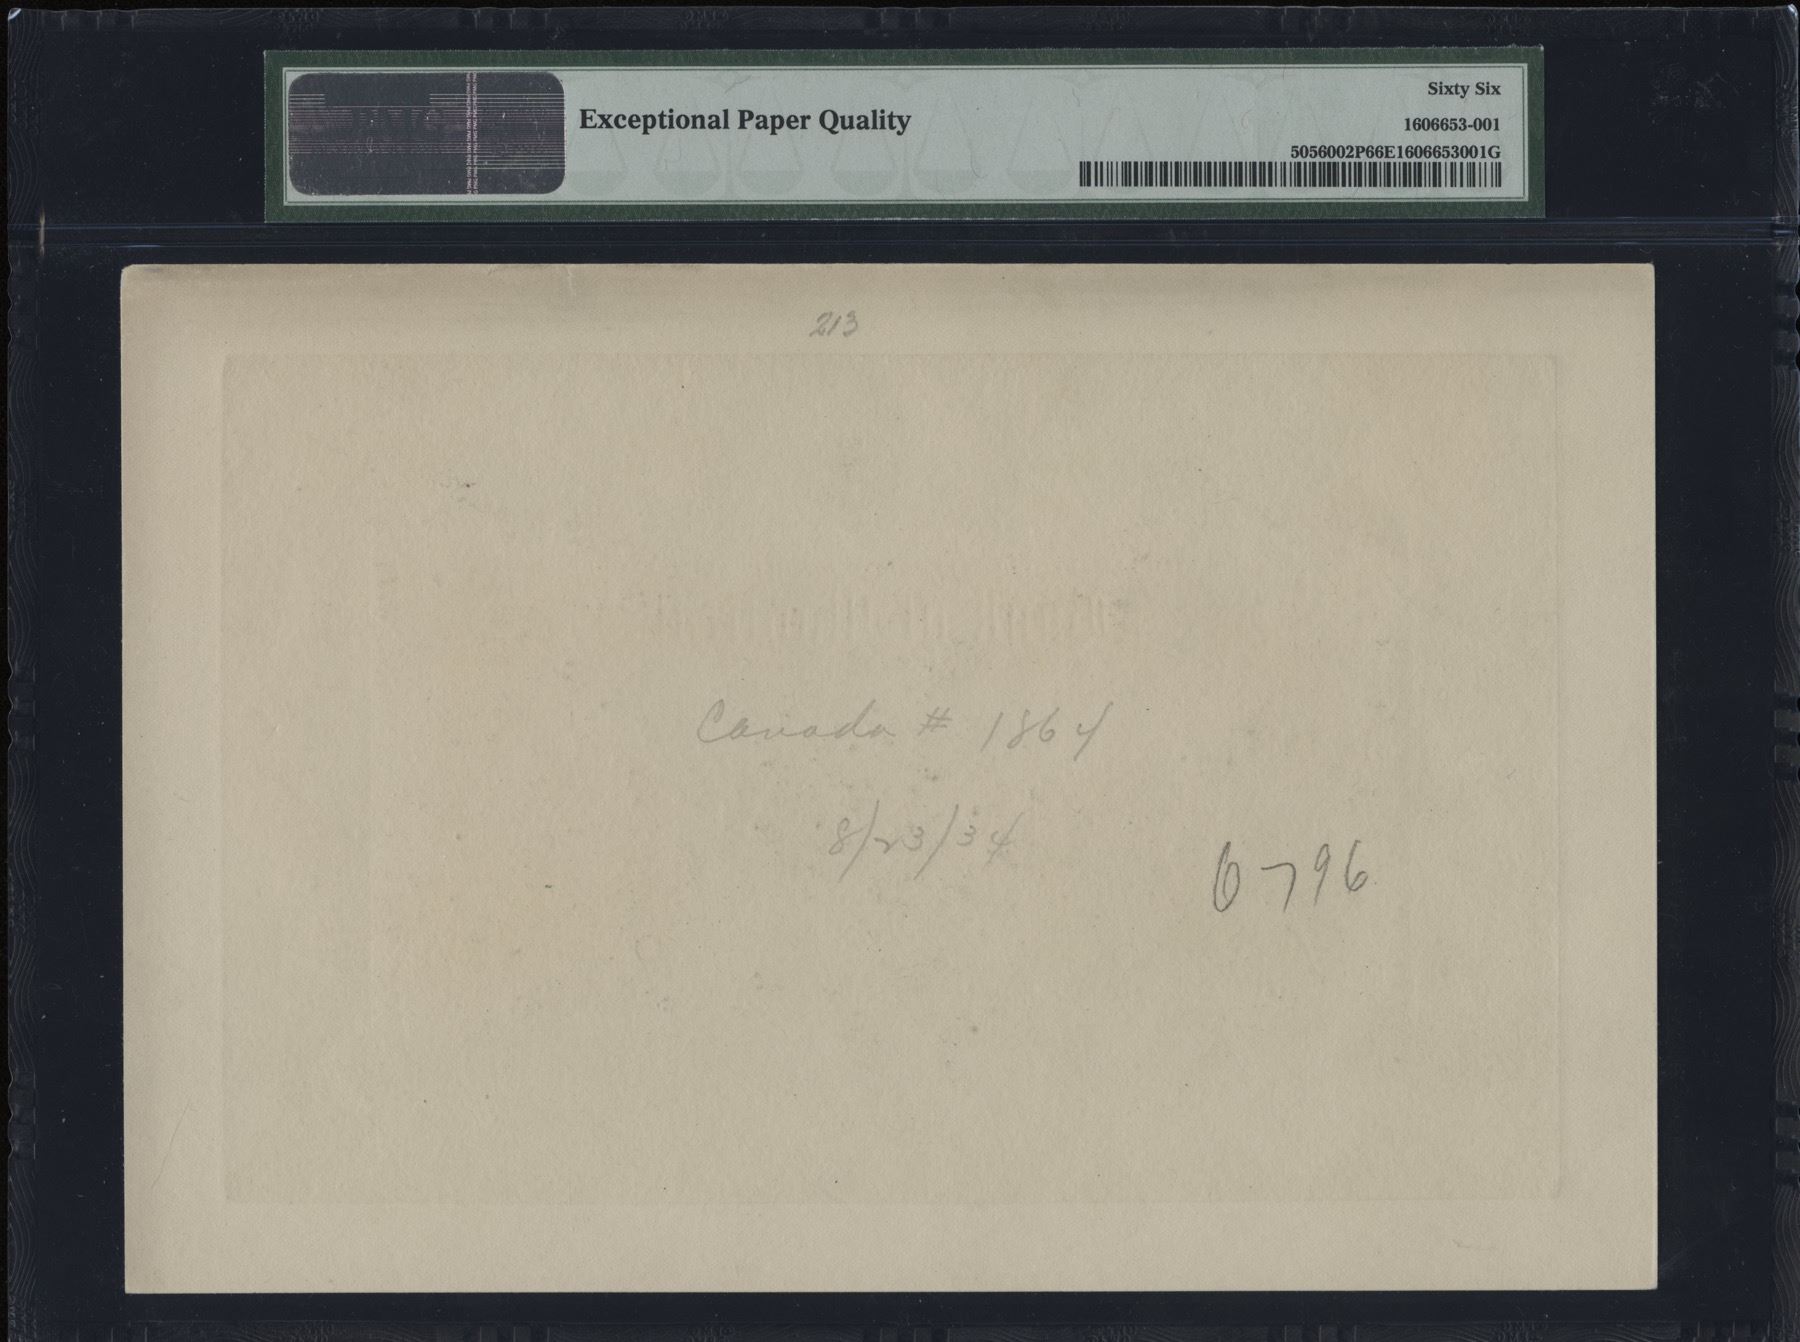 Exceptional Paper Quality
Sixty Six
1606653-001
5056002P66E1606653001G
213
Canada # 1864
8/23/34
0796